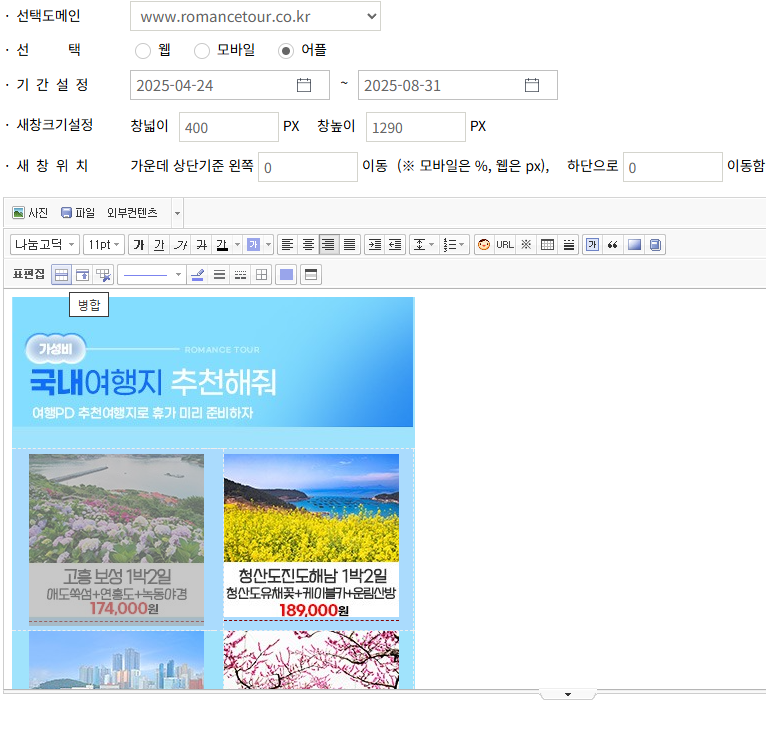 · 선택도메인 www.romancetour.co.kr
· 선 택 웹 모바일 어플
· 기 간 설 정 2025-04-24 ~ 2025-08-31
· 새창크기설정 창넓이 400 PX 창높이 1290 PX
· 새 창 위 치 가운데 상단기준 왼쪽 0 이동 (※ 모바일은 %, 웹은 px), 하단으로 0 이동함
사진 파일 외부컨텐츠
나눔고딕 11pt 가 가 가 가 가 가 URL ※ 가
표편집
병합
가성비 ROMANCE TOUR
국내여행지 추천해줘
여행PD 추천여행지로 휴가 미리 준비하자
고흥 보성 1박2일
애도쑥섬+연홍도+녹동야경
174,000원
청산도진도해남 1박2일
청산도유채꽃+케이블카+운림산방
189,000원